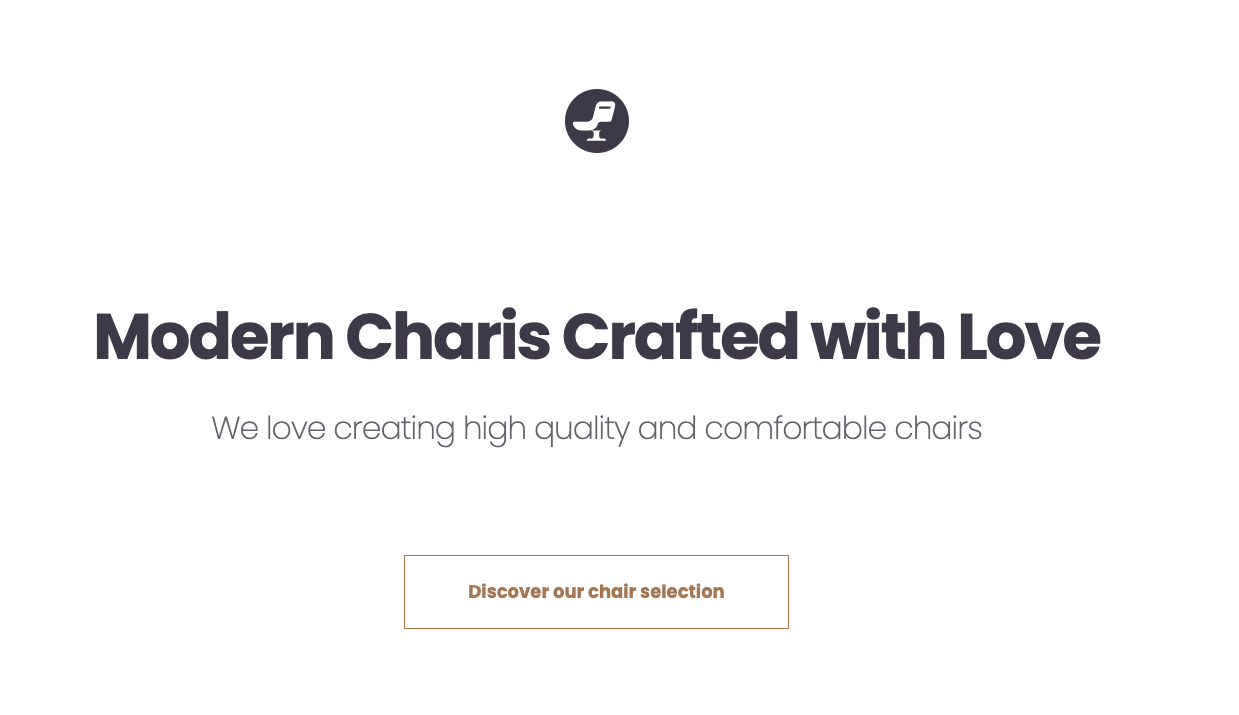 Modern Charis Crafted with Love
We love creating high quality and comfortable chairs
Discover our chair selection